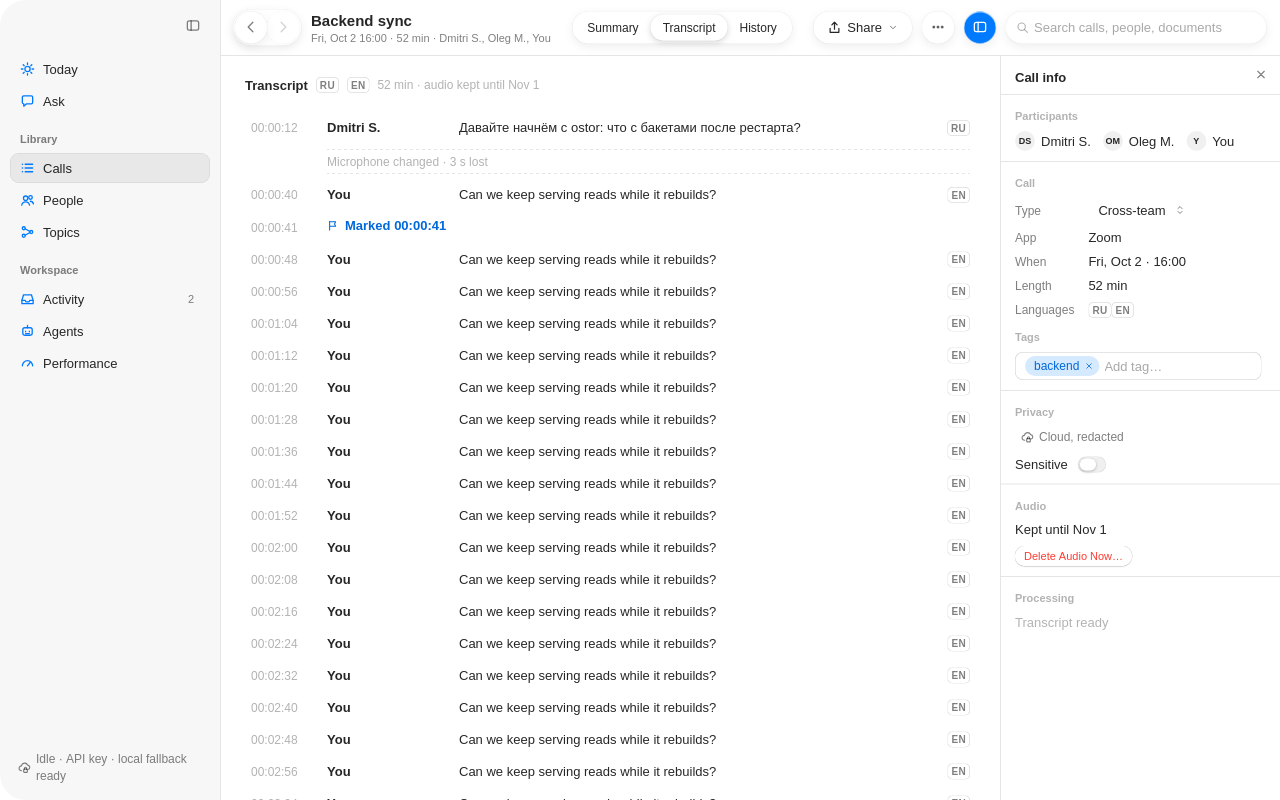 Today
Ask
Library
Calls
People
Topics
Workspace
Activity 2
Agents
Performance
Idle · API key · local fallback
ready
Backend sync
Fri, Oct 2 16:00 · 52 min · Dmitri S., Oleg M., You
Summary Transcript History
Share
Search calls, people, documents
Transcript RU EN 52 min · audio kept until Nov 1
00:00:12 Dmitri S. Давайте начнём с ostor: что с бакетами после рестарта? RU
Microphone changed · 3 s lost
00:00:40 You Can we keep serving reads while it rebuilds? EN
00:00:41 Marked 00:00:41
00:00:48 You Can we keep serving reads while it rebuilds? EN
00:00:56 You Can we keep serving reads while it rebuilds? EN
00:01:04 You Can we keep serving reads while it rebuilds? EN
00:01:12 You Can we keep serving reads while it rebuilds? EN
00:01:20 You Can we keep serving reads while it rebuilds? EN
00:01:28 You Can we keep serving reads while it rebuilds? EN
00:01:36 You Can we keep serving reads while it rebuilds? EN
00:01:44 You Can we keep serving reads while it rebuilds? EN
00:01:52 You Can we keep serving reads while it rebuilds? EN
00:02:00 You Can we keep serving reads while it rebuilds? EN
00:02:08 You Can we keep serving reads while it rebuilds? EN
00:02:16 You Can we keep serving reads while it rebuilds? EN
00:02:24 You Can we keep serving reads while it rebuilds? EN
00:02:32 You Can we keep serving reads while it rebuilds? EN
00:02:40 You Can we keep serving reads while it rebuilds? EN
00:02:48 You Can we keep serving reads while it rebuilds? EN
00:02:56 You Can we keep serving reads while it rebuilds? EN
Call info
Participants
DS Dmitri S. OM Oleg M. Y You
Call
Type Cross-team
App Zoom
When Fri, Oct 2 · 16:00
Length 52 min
Languages RU EN
Tags
backend × Add tag…
Privacy
Cloud, redacted
Sensitive
Audio
Kept until Nov 1
Delete Audio Now…
Processing
Transcript ready